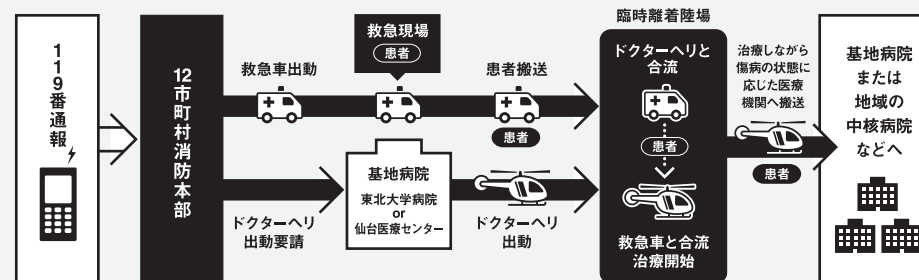 119番通報
12市町村消防本部
救急車出動
救急現場
患者
患者搬送
患者
ドクターヘリ
出動要請
基地病院
東北大学病院
or
仙台医療センター
ドクターヘリ
出動
臨時離着陸場
ドクターヘリと
合流
患者
救急車と合流
治療開始
治療しながら
傷病の状態に
応じた医療
機関へ搬送
患者
基地病院
または
地域の
中核病院
などへ